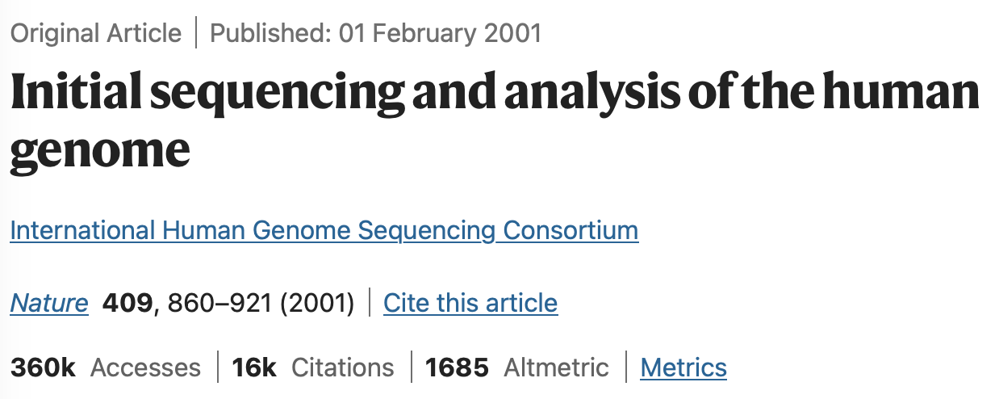 Original Article | Published: 01 February 2001
Initial sequencing and analysis of the human
genome
International Human Genome Sequencing Consortium
Nature 409, 860–921 (2001) | Cite this article
360k Accesses | 16k Citations | 1685 Altmetric | Metrics